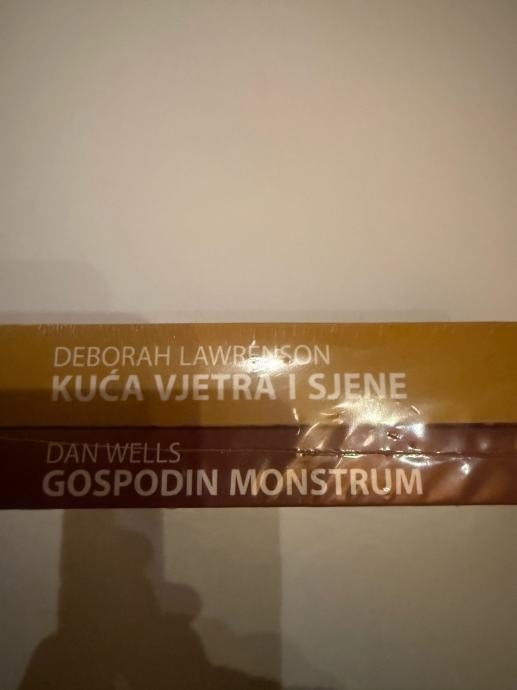 DEBORAH LAWRENSON
KUĆA VJETRA I SJENE
DAN WELLS
GOSPODIN MONSTRUM